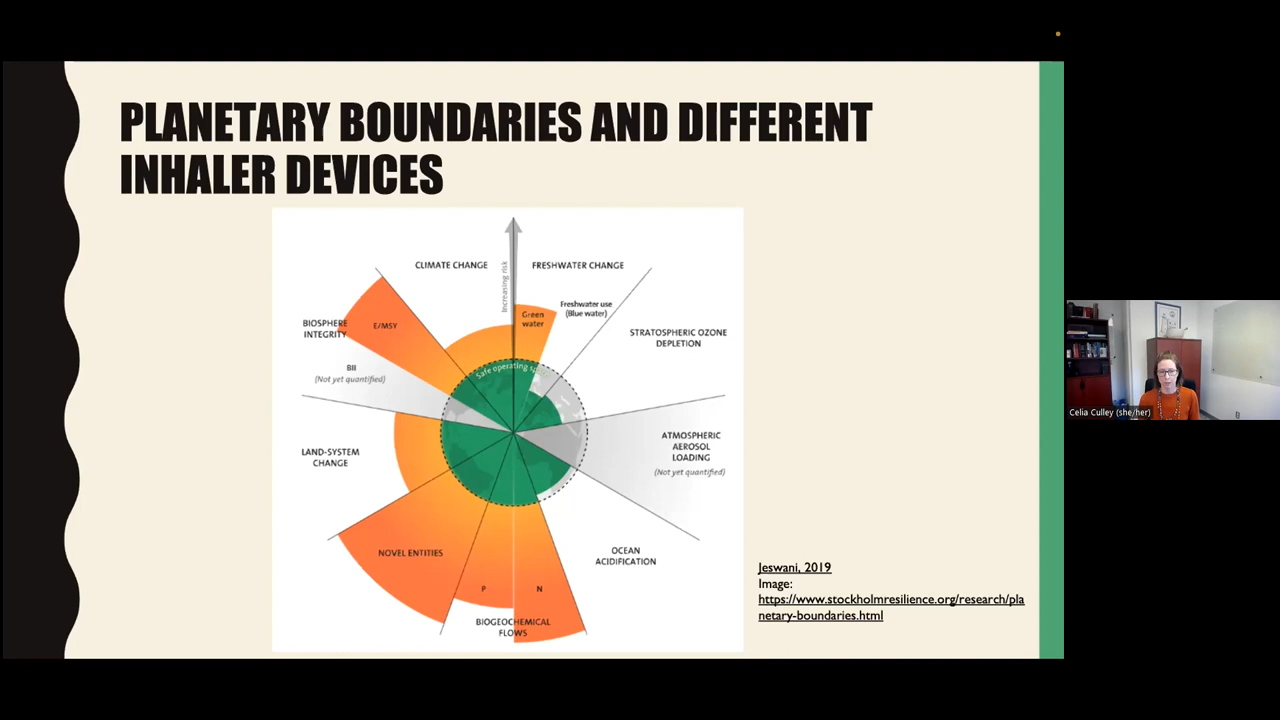 PLANETARY BOUNDARIES AND DIFFERENT
INHALER DEVICES
CLIMATE CHANGE
FRESHWATER CHANGE
Increasing risk
Green
water
Freshwater use
(Blue water)
BIOSPHERE
INTEGRITY
E/MSY
STRATOSPHERIC OZONE
DEPLETION
BII
(Not yet quantified)
Safe operating
ATMOSPHERIC
AEROSOL
LOADING
(Not yet quantified)
LAND-SYSTEM
CHANGE
NOVEL ENTITIES
OCEAN
ACIDIFICATION
P
N
BIOGEOCHEMICAL
FLOWS
Jeswani, 2019
Image:
https://www.stockholmresilience.org/research/pla
netary-boundaries.html
Celia Culley (she/her)